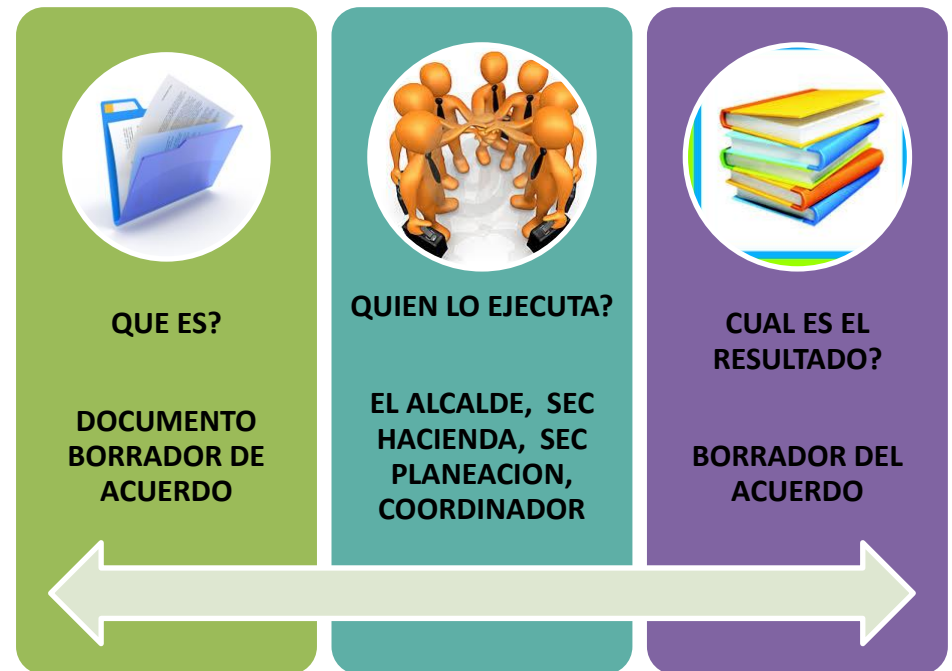 QUE ES?
DOCUMENTO
BORRADOR DE
ACUERDO
QUIEN LO EJECUTA?
EL ALCALDE, SEC
HACIENDA, SEC
PLANEACION,
COORDINADOR
CUAL ES EL
RESULTADO?
BORRADOR DEL
ACUERDO